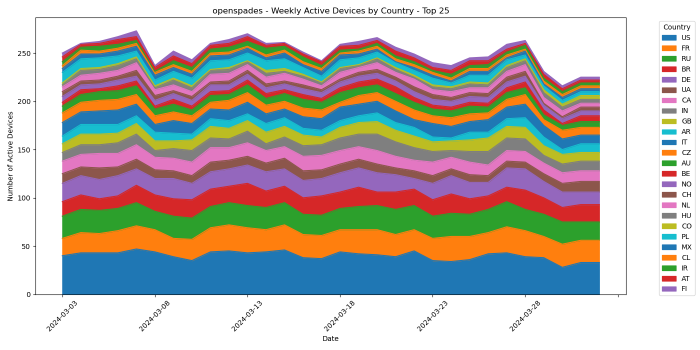 openspades - Weekly Active Devices by Country - Top 25
Number of Active Devices
250
200
150
100
50
0
2024-03-03
2024-03-08
2024-03-13
2024-03-18
2024-03-23
2024-03-28
Date
Country
US
FR
RU
BR
DE
UA
CA
IN
GB
AR
IT
CZ
AU
BE
NO
CH
NL
HU
CO
PL
MX
CL
IR
AT
FI